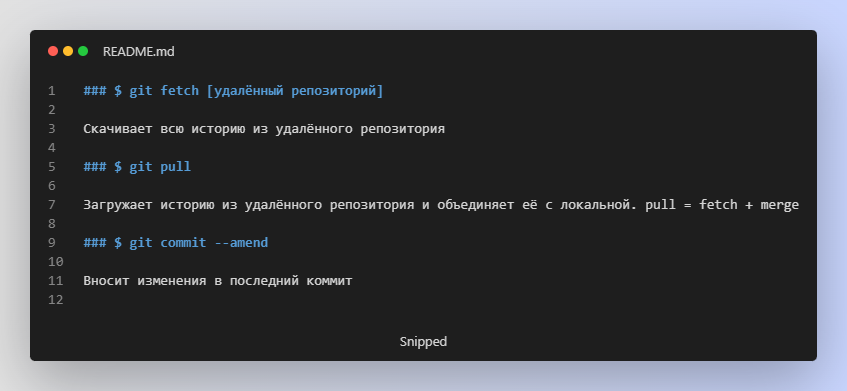 README.md
1 ### $ git fetch [удалённый репозиторий]
2
3 Скачивает всю историю из удалённого репозитория
4
5 ### $ git pull
6
7 Загружает историю из удалённого репозитория и объединяет её с локальной. pull = fetch + merge
8
9 ### $ git commit --amend
10
11 Вносит изменения в последний коммит
12
Snipped